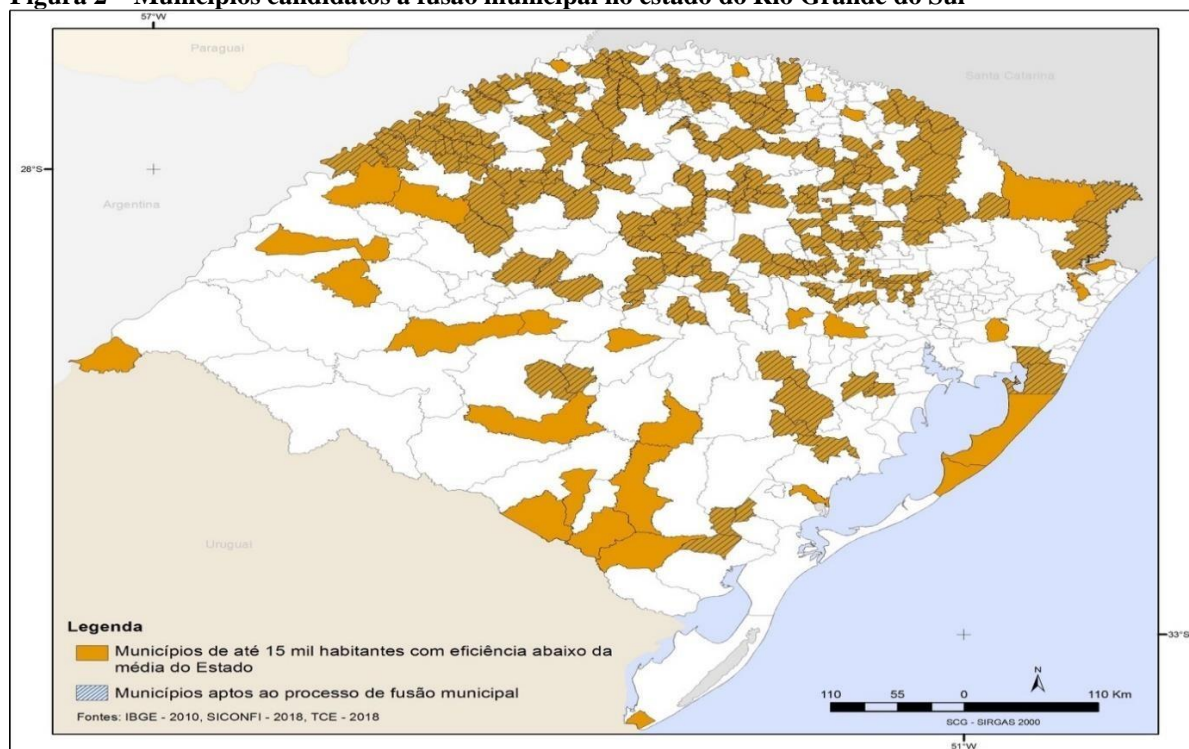 Figura 2 – Municípios candidatos à fusão municipal no estado do Rio Grande do Sul
57°W
Paraguai
Santa Catarina
28°S
Argentina
Uruguai
Legenda
Municípios de até 15 mil habitantes com eficiência abaixo da
média do Estado
Municípios aptos ao processo de fusão municipal
Fontes: IBGE - 2010, SICONFI - 2018, TCE - 2018
33°S
N
110 55 0 110 Km
SCG - SIRGAS 2000
51°W